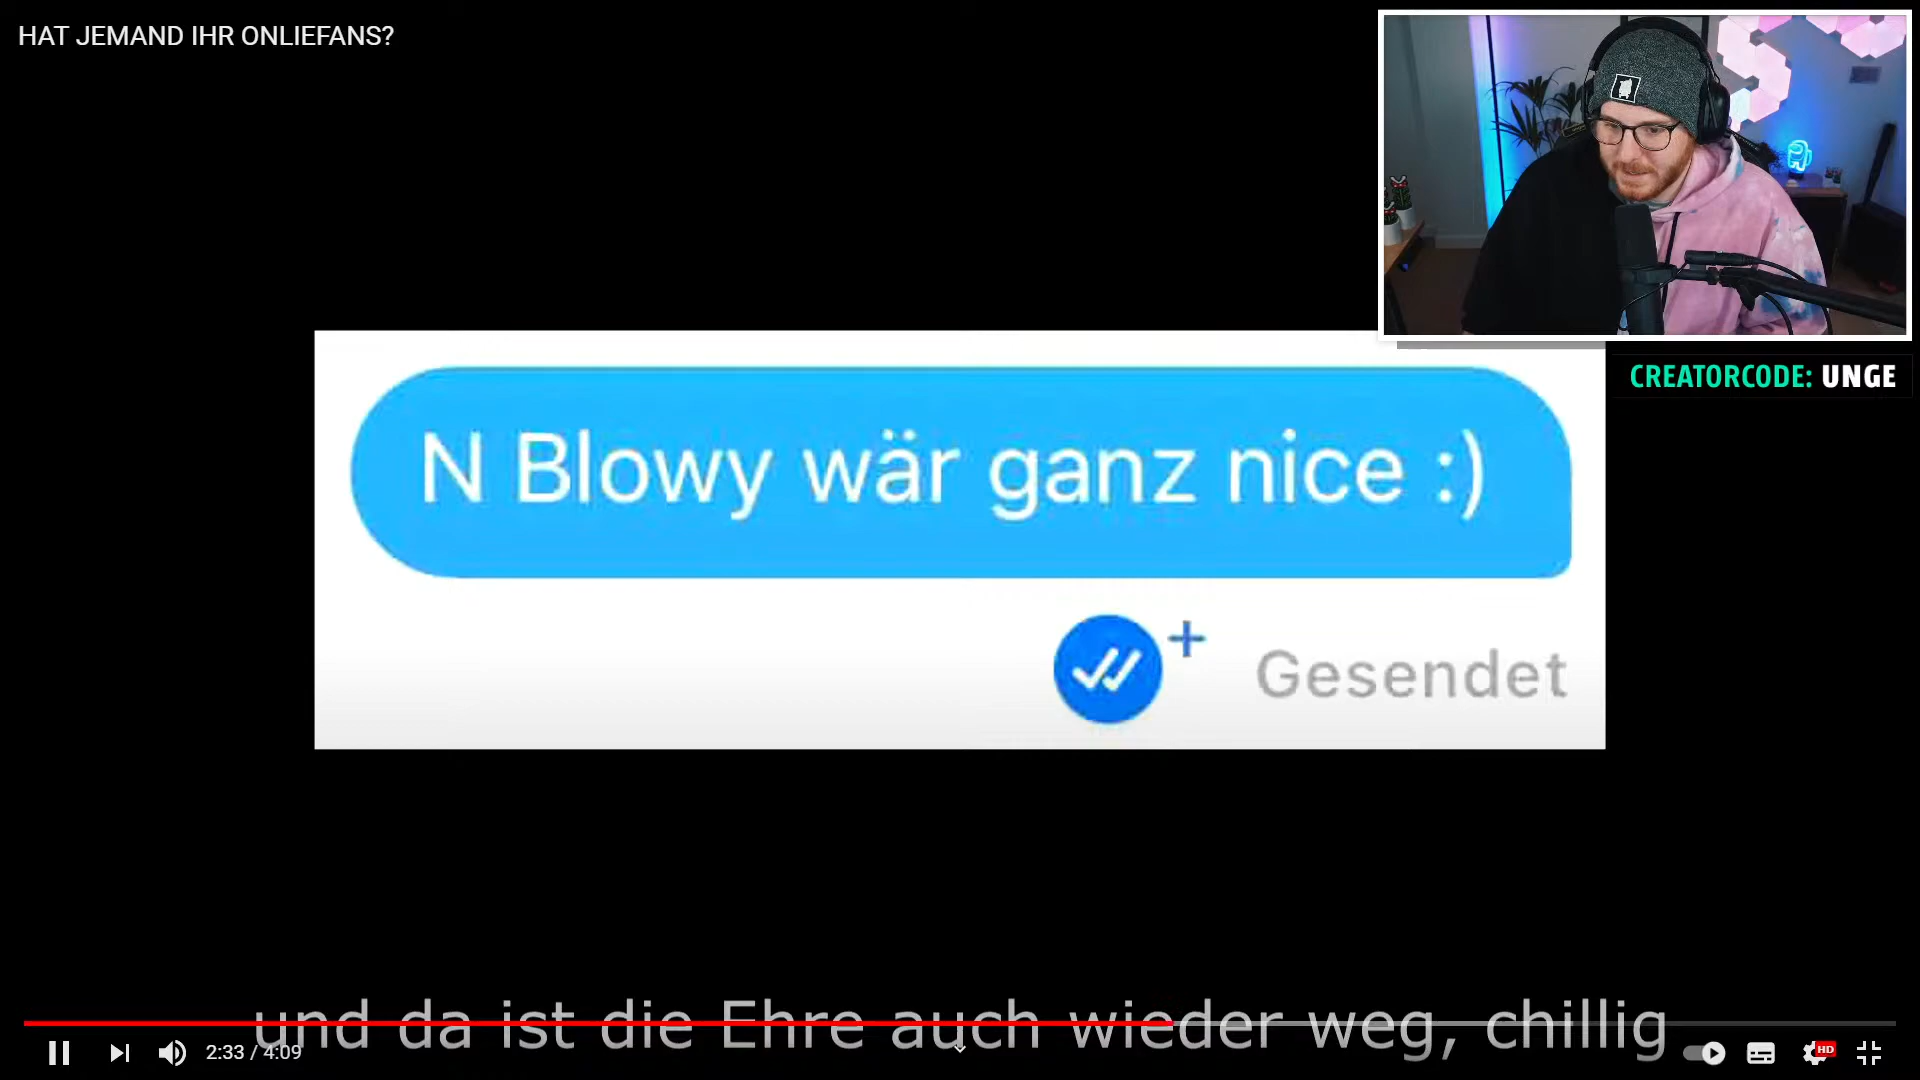 HAT JEMAND IHR ONLIEFANS?
CREATORCODE: UNGE
N Blowy wär ganz nice :)
Gesendet
und da ist die Ehre auch wieder weg, chillig
2:33 / 4:09
HD